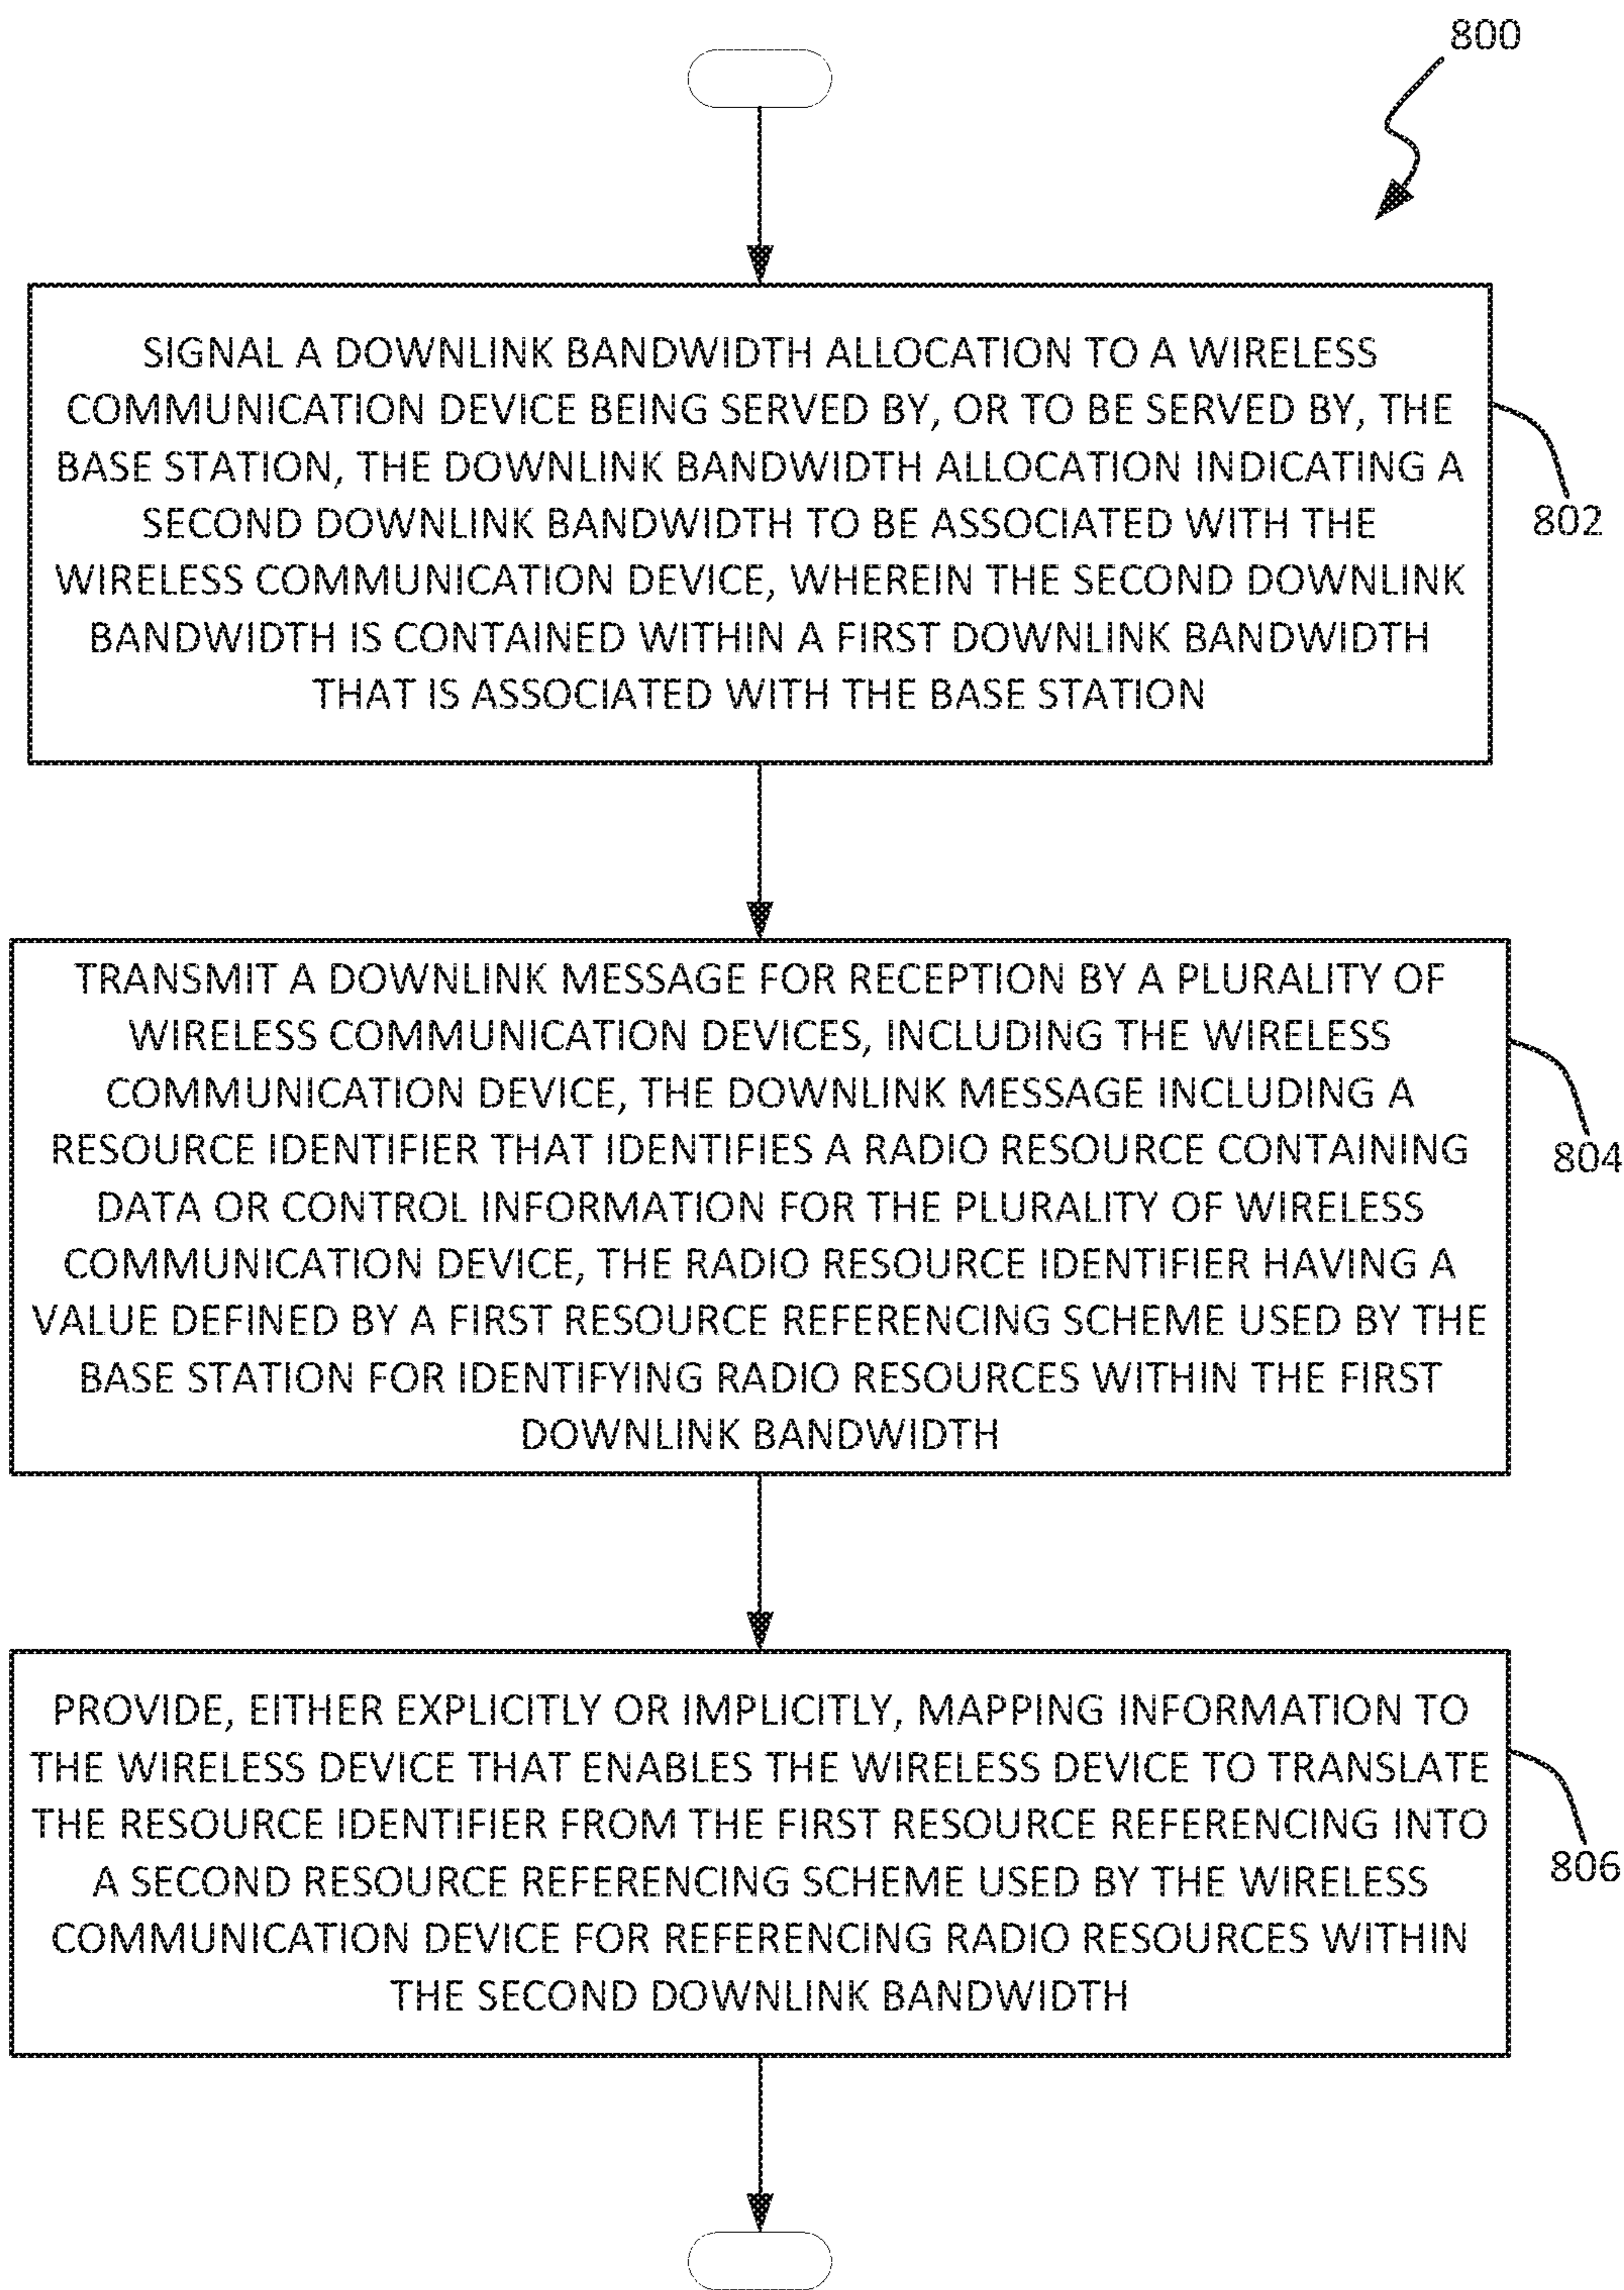 800
SIGNAL A DOWNLINK BANDWIDTH ALLOCATION TO A WIRELESS
COMMUNICATION DEVICE BEING SERVED BY, OR TO BE SERVED BY, THE
BASE STATION, THE DOWNLINK BANDWIDTH ALLOCATION INDICATING A
SECOND DOWNLINK BANDWIDTH TO BE ASSOCIATED WITH THE
WIRELESS COMMUNICATION DEVICE, WHEREIN THE SECOND DOWNLINK
BANDWIDTH IS CONTAINED WITHIN A FIRST DOWNLINK BANDWIDTH
THAT IS ASSOCIATED WITH THE BASE STATION
802
TRANSMIT A DOWNLINK MESSAGE FOR RECEPTION BY A PLURALITY OF
WIRELESS COMMUNICATION DEVICES, INCLUDING THE WIRELESS
COMMUNICATION DEVICE, THE DOWNLINK MESSAGE INCLUDING A
RESOURCE IDENTIFIER THAT IDENTIFIES A RADIO RESOURCE CONTAINING
DATA OR CONTROL INFORMATION FOR THE PLURALITY OF WIRELESS
COMMUNICATION DEVICE, THE RADIO RESOURCE IDENTIFIER HAVING A
VALUE DEFINED BY A FIRST RESOURCE REFERENCING SCHEME USED BY THE
BASE STATION FOR IDENTIFYING RADIO RESOURCES WITHIN THE FIRST
DOWNLINK BANDWIDTH
804
PROVIDE, EITHER EXPLICITLY OR IMPLICITLY, MAPPING INFORMATION TO
THE WIRELESS DEVICE THAT ENABLES THE WIRELESS DEVICE TO TRANSLATE
THE RESOURCE IDENTIFIER FROM THE FIRST RESOURCE REFERENCING INTO
A SECOND RESOURCE REFERENCING SCHEME USED BY THE WIRELESS
COMMUNICATION DEVICE FOR REFERENCING RADIO RESOURCES WITHIN
THE SECOND DOWNLINK BANDWIDTH
806